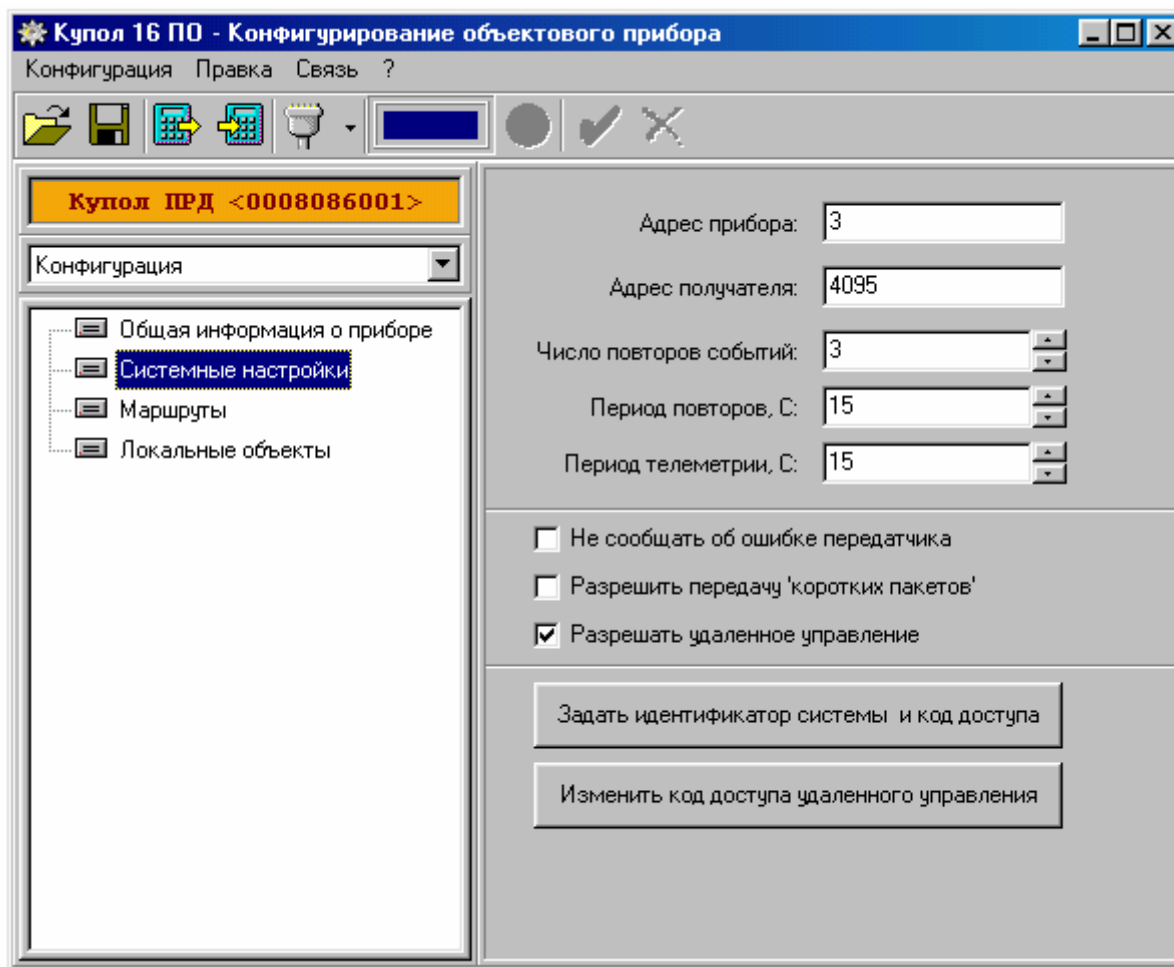 Купол 16 ПО - Конфигурирование объектового прибора
Конфигурация Правка Связь ?
Купол ПРД <0008086001>
Конфигурация
Общая информация о приборе
Системные настройки
Маршруты
Локальные объекты
Адрес прибора: 3
Адрес получателя: 4095
Число повторов событий: 3
Период повторов, С: 15
Период телеметрии, С: 15
Не сообщать об ошибке передатчика
Разрешить передачу 'коротких пакетов'
Разрешать удаленное управление
Задать идентификатор системы и код доступа
Изменить код доступа удаленного управления